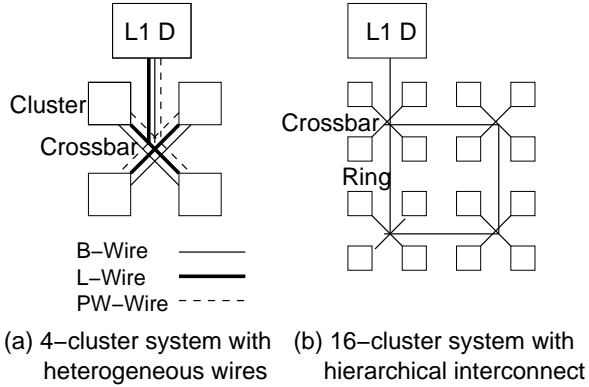 L1 D
Cluster
Crossbar
B−Wire
L−Wire
PW−Wire
(a) 4−cluster system with
heterogeneous wires
L1 D
Crossbar
Ring
(b) 16−cluster system with
hierarchical interconnect